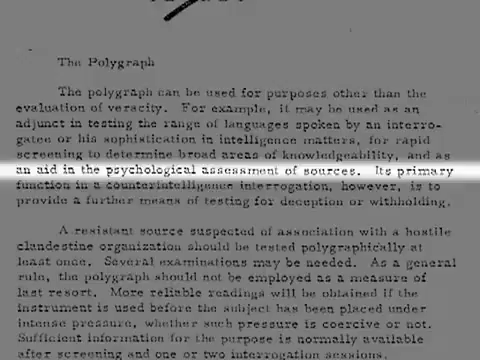 The Polygraph
The polygraph can be used for purposes other than the
evaluation of veracity. For example, it may be used as an
adjunct in testing the range of languages spoken by an interro-
gatee or his sophistication in intelligence matters, for rapid
screening to determine broad areas of knowledgeability, and as
an aid in the psychological assessment of sources. Its primary
function in a counterintelligence interrogation, however, is to
provide a further means of testing for deception or withholding.
A resistant source suspected of association with a hostile
clandestine organization should be tested polygraphically at
least once. Several examinations may be needed. As a general
rule, the polygraph should not be employed as a measure of
last resort. More reliable readings will be obtained if the
instrument is used before the subject has been placed under
intense pressure, whether such pressure is coercive or not.
Sufficient information for the purpose is normally available
after screening and one or two interrogation sessions.